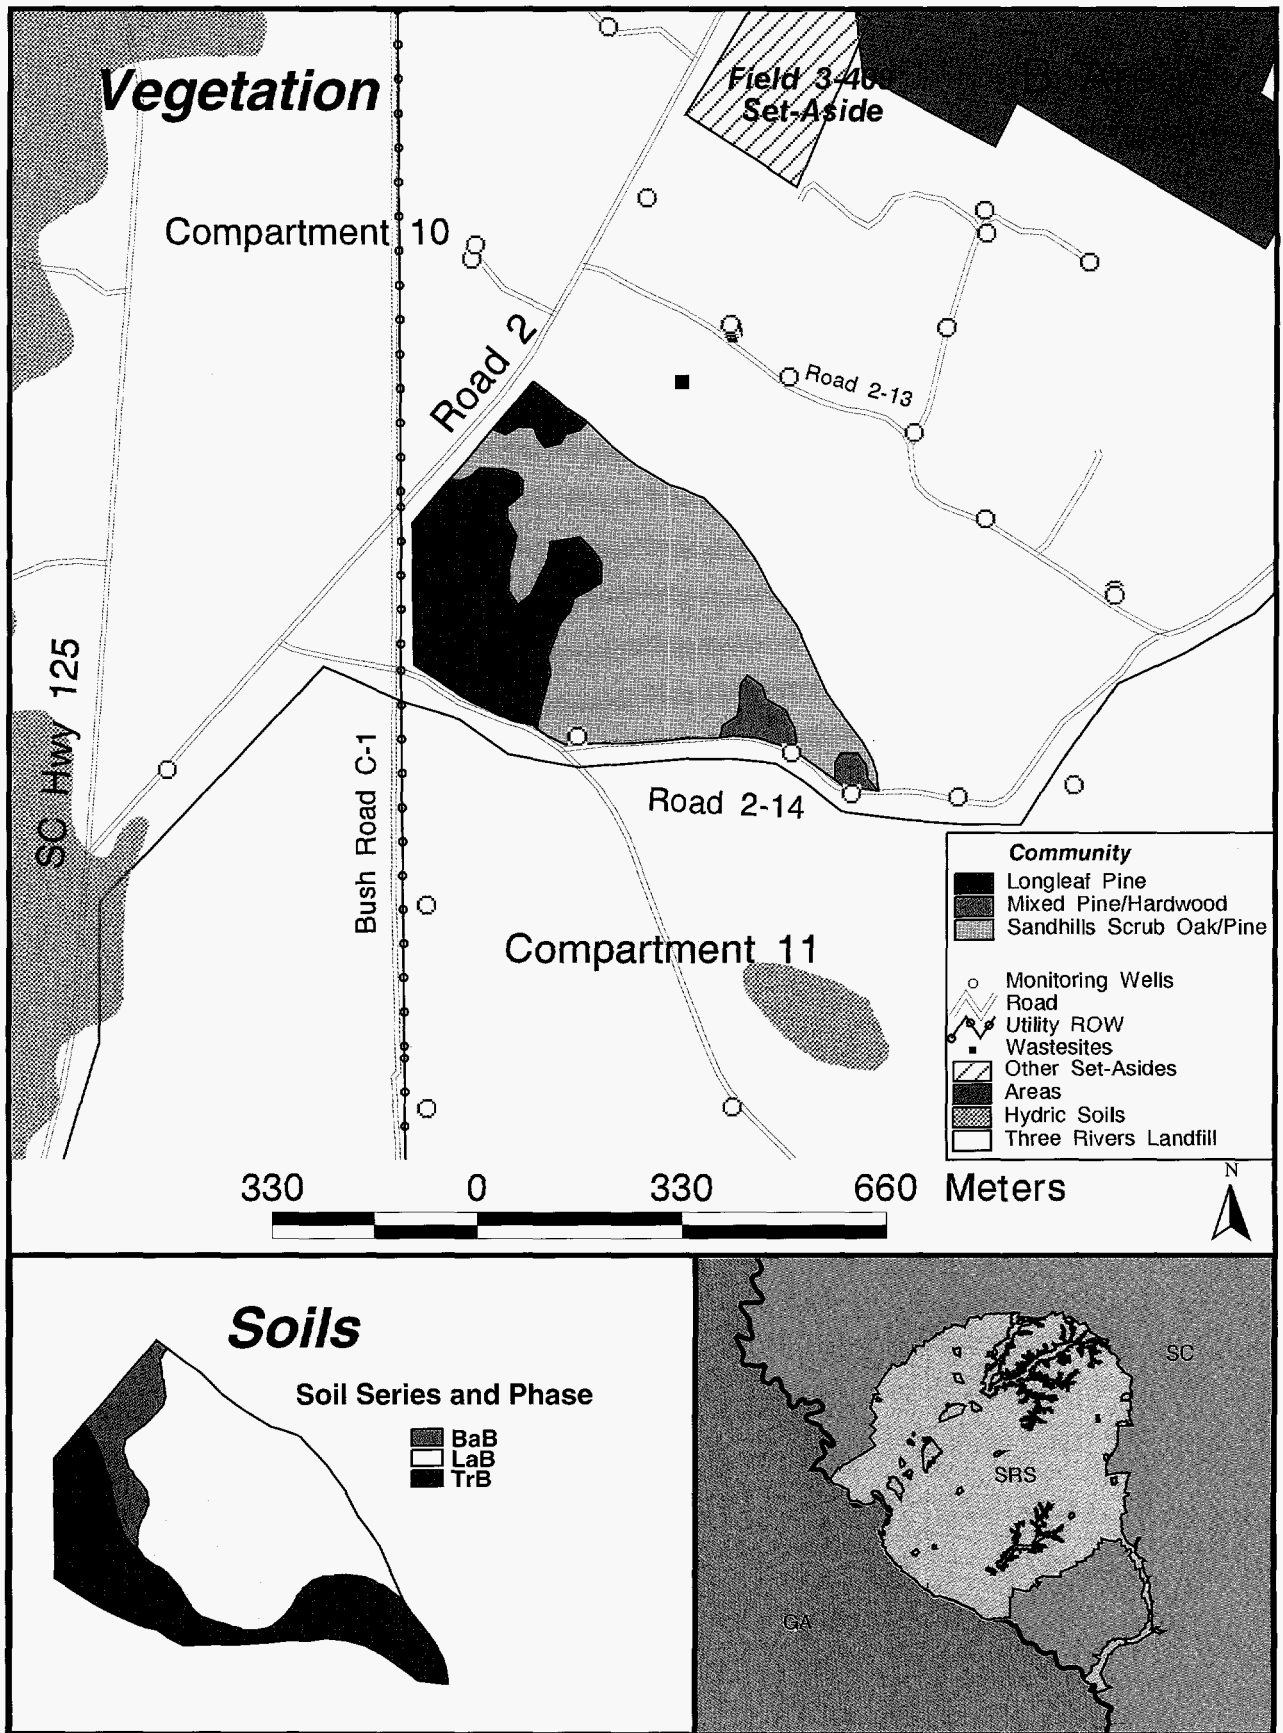 Vegetation
Field 3-409
Set-Aside
Compartment 10
Road 2
Road 2-13
SC Hwy 125
Bush Road C-1
Road 2-14
Compartment 11
Community
Longleaf Pine
Mixed Pine/Hardwood
Sandhills Scrub Oak/Pine
Monitoring Wells
Road
Utility ROW
Wastesites
Other Set-Asides
Areas
Hydric Soils
Three Rivers Landfill
330 0 330 660 Meters
N
Soils
Soil Series and Phase
BaB
LaB
TrB
SC
SRS
GA